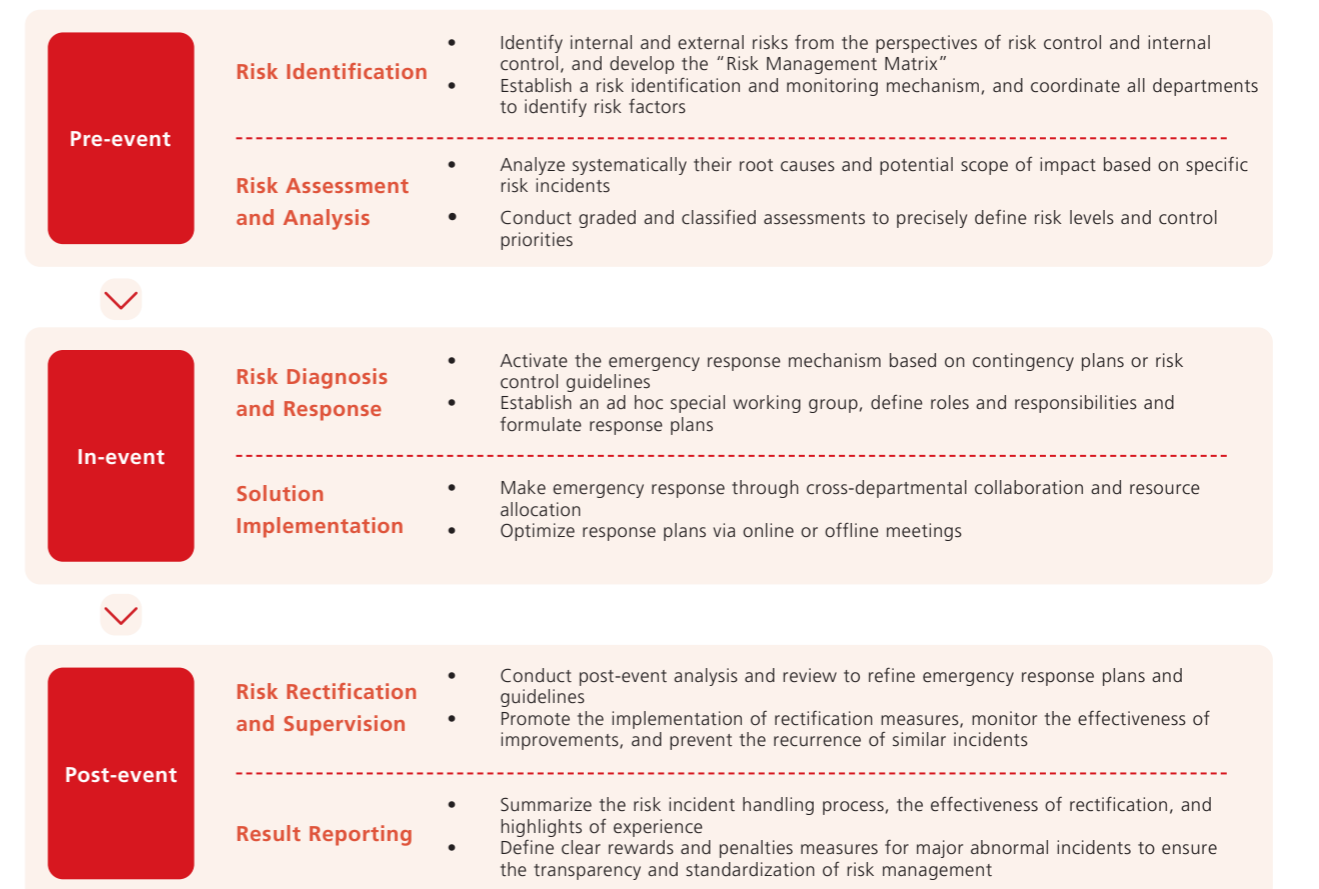 Pre-event
Risk Identification
• Identify internal and external risks from the perspectives of risk control and internal
control, and develop the “Risk Management Matrix”
• Establish a risk identification and monitoring mechanism, and coordinate all departments
to identify risk factors
Risk Assessment
and Analysis
• Analyze systematically their root causes and potential scope of impact based on specific
risk incidents
• Conduct graded and classified assessments to precisely define risk levels and control
priorities
In-event
Risk Diagnosis
and Response
• Activate the emergency response mechanism based on contingency plans or risk
control guidelines
• Establish an ad hoc special working group, define roles and responsibilities and
formulate response plans
Solution
Implementation
• Make emergency response through cross-departmental collaboration and resource
allocation
• Optimize response plans via online or offline meetings
Post-event
Risk Rectification
and Supervision
• Conduct post-event analysis and review to refine emergency response plans and
guidelines
• Promote the implementation of rectification measures, monitor the effectiveness of
improvements, and prevent the recurrence of similar incidents
Result Reporting
• Summarize the risk incident handling process, the effectiveness of rectification, and
highlights of experience
• Define clear rewards and penalties measures for major abnormal incidents to ensure
the transparency and standardization of risk management